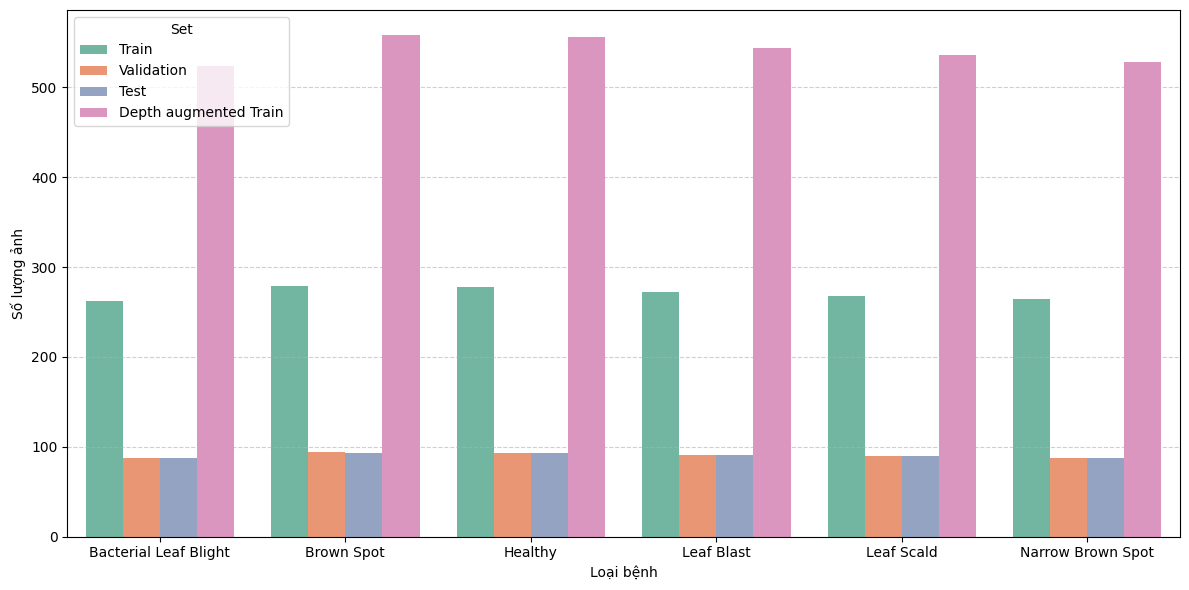 Set
Train
Validation
Test
Depth augmented Train
Số lượng ảnh
500
400
300
200
100
0
Bacterial Leaf Blight Brown Spot Healthy Leaf Blast Leaf Scald Narrow Brown Spot
Loại bệnh